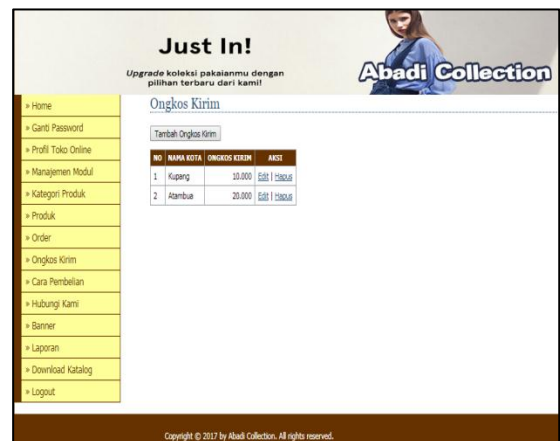 Just In!
Upgrade koleksi pakaianmu dengan
pilihan terbaru dari kami!
Abadi Collection
» Home
» Ganti Password
» Profil Toko Online
» Manajemen Modul
» Kategori Produk
» Produk
» Order
» Ongkos Kirim
» Cara Pembelian
» Hubungi Kami
» Banner
» Laporan
» Download Katalog
» Logout
Ongkos Kirim
Tambah Ongkos Kirim
NO NAMA KOTA ONGKOS KIRIM AKSI
1 Kupang 10.000 Edit | Hapus
2 Atambua 20.000 Edit | Hapus
Copyright © 2017 by Abadi Collection. All rights reserved.